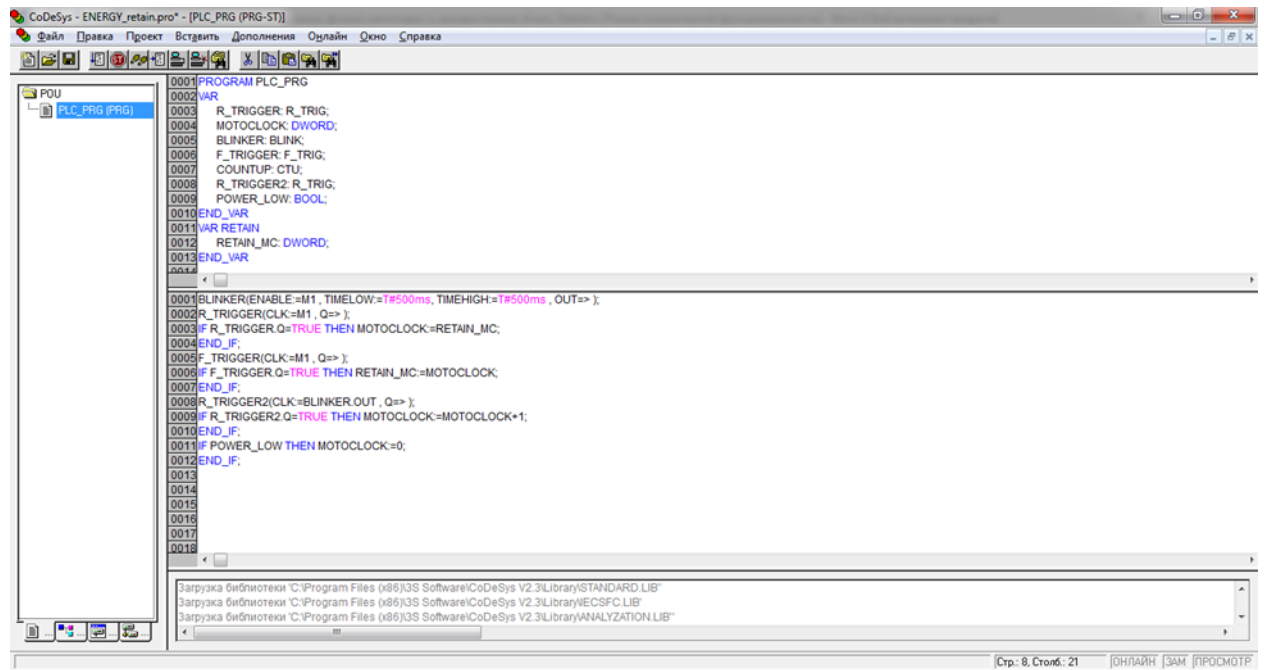 CoDeSys - ENERGY_retain.pro* - [PLC_PRG (PRG-ST)]
Файл Правка Проект Вставить Дополнения Онлайн Окно Справка
POU
PLC_PRG (PRG)
0001 PROGRAM PLC_PRG
0002 VAR
0003 R_TRIGGER: R_TRIG;
0004 MOTOCLOCK: DWORD;
0005 BLINKER: BLINK;
0006 F_TRIGGER: F_TRIG;
0007 COUNTUP: CTU;
0008 R_TRIGGER2: R_TRIG;
0009 POWER_LOW: BOOL;
0010 END_VAR
0011 VAR RETAIN
0012 RETAIN_MC: DWORD;
0013 END_VAR
0014
0001 BLINKER(ENABLE:=M1 , TIMELOW:=T#500ms, TIMEHIGH:=T#500ms , OUT=> );
0002 R_TRIGGER(CLK:=M1 , Q=> );
0003 IF R_TRIGGER.Q=TRUE THEN MOTOCLOCK:=RETAIN_MC;
0004 END_IF;
0005 F_TRIGGER(CLK:=M1 , Q=> );
0006 IF F_TRIGGER.Q=TRUE THEN RETAIN_MC:=MOTOCLOCK;
0007 END_IF;
0008 R_TRIGGER2(CLK:=BLINKER.OUT , Q=> );
0009 IF R_TRIGGER2.Q=TRUE THEN MOTOCLOCK:=MOTOCLOCK+1;
0010 END_IF;
0011 IF POWER_LOW THEN MOTOCLOCK:=0;
0012 END_IF;
0013
0014
0015
0016
0017
0018
Загрузка библиотеки 'C:\Program Files (x86)\3S Software\CoDeSys V2.3\Library\STANDARD.LIB"
Загрузка библиотеки 'C:\Program Files (x86)\3S Software\CoDeSys V2.3\Library\IECSFC.LIB'
Загрузка библиотеки 'C:\Program Files (x86)\3S Software\CoDeSys V2.3\Library\ANALYZATION.LIB"
Стр.: 8, Столб.: 21 ОНЛАЙН ЗАМ ПРОСМОТР